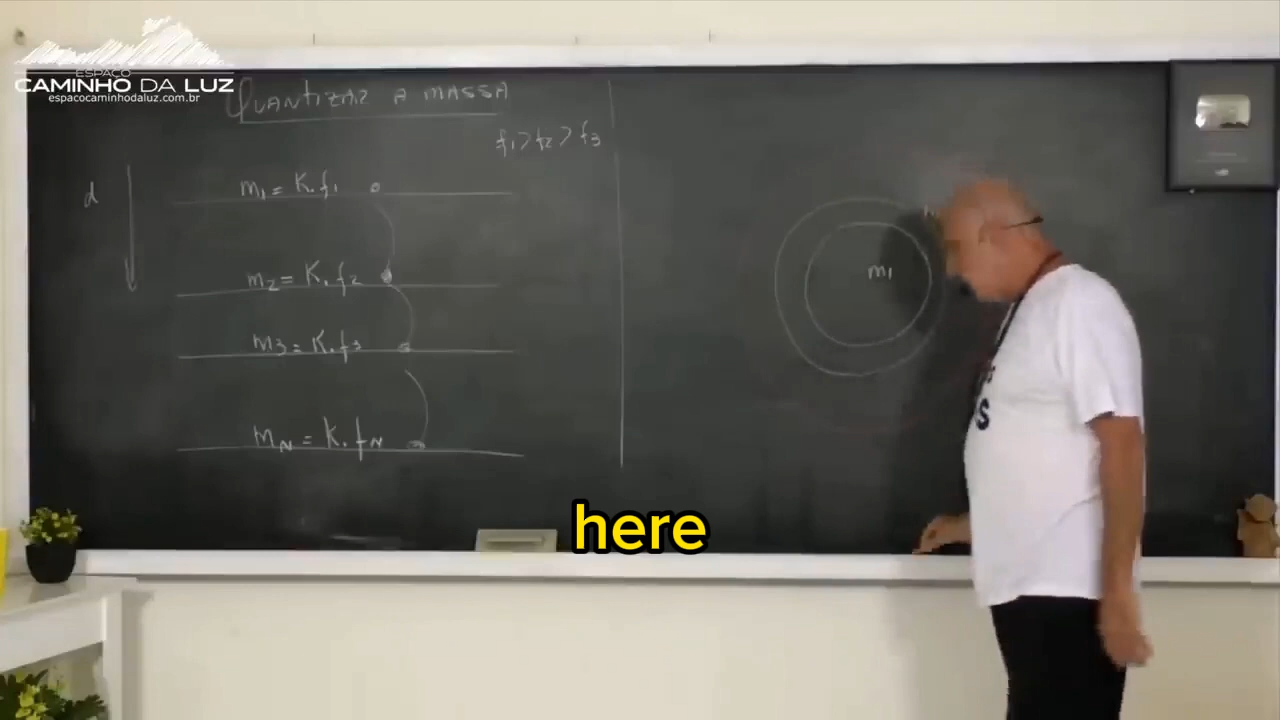 ESPAÇO
CAMINHO DA LUZ
espacocaminhodaluz.com.br
QUANTIZAR A MASSA
f1 > f2 > f3
d
m1 = K.f1
m2 = K.f2
m3 = K.f3
mN = K.fN
m1
S
here